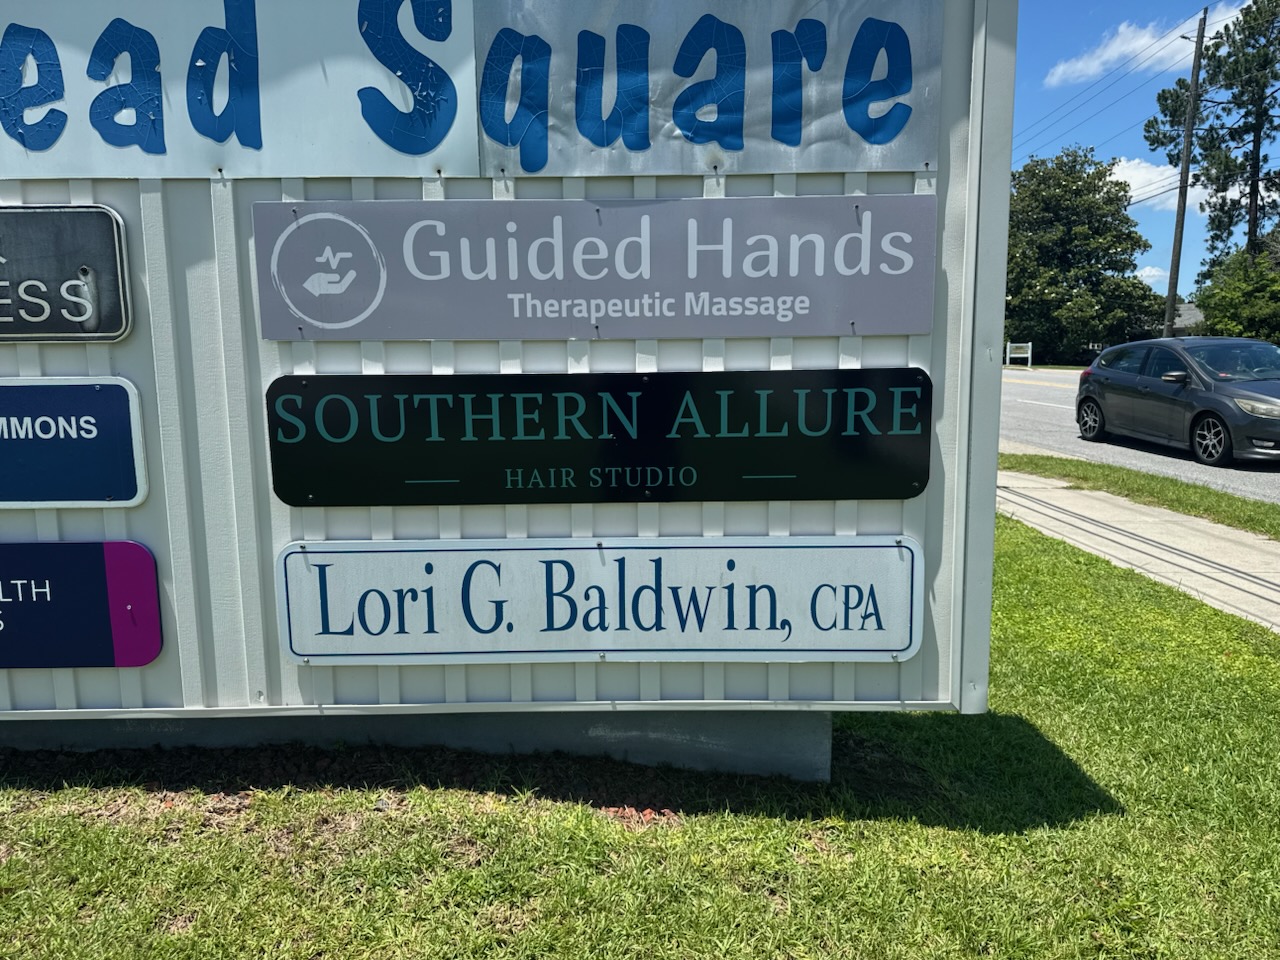 ead Square
ESS
MMONS
LTH
S
Guided Hands
Therapeutic Massage
SOUTHERN ALLURE
HAIR STUDIO
Lori G. Baldwin, CPA